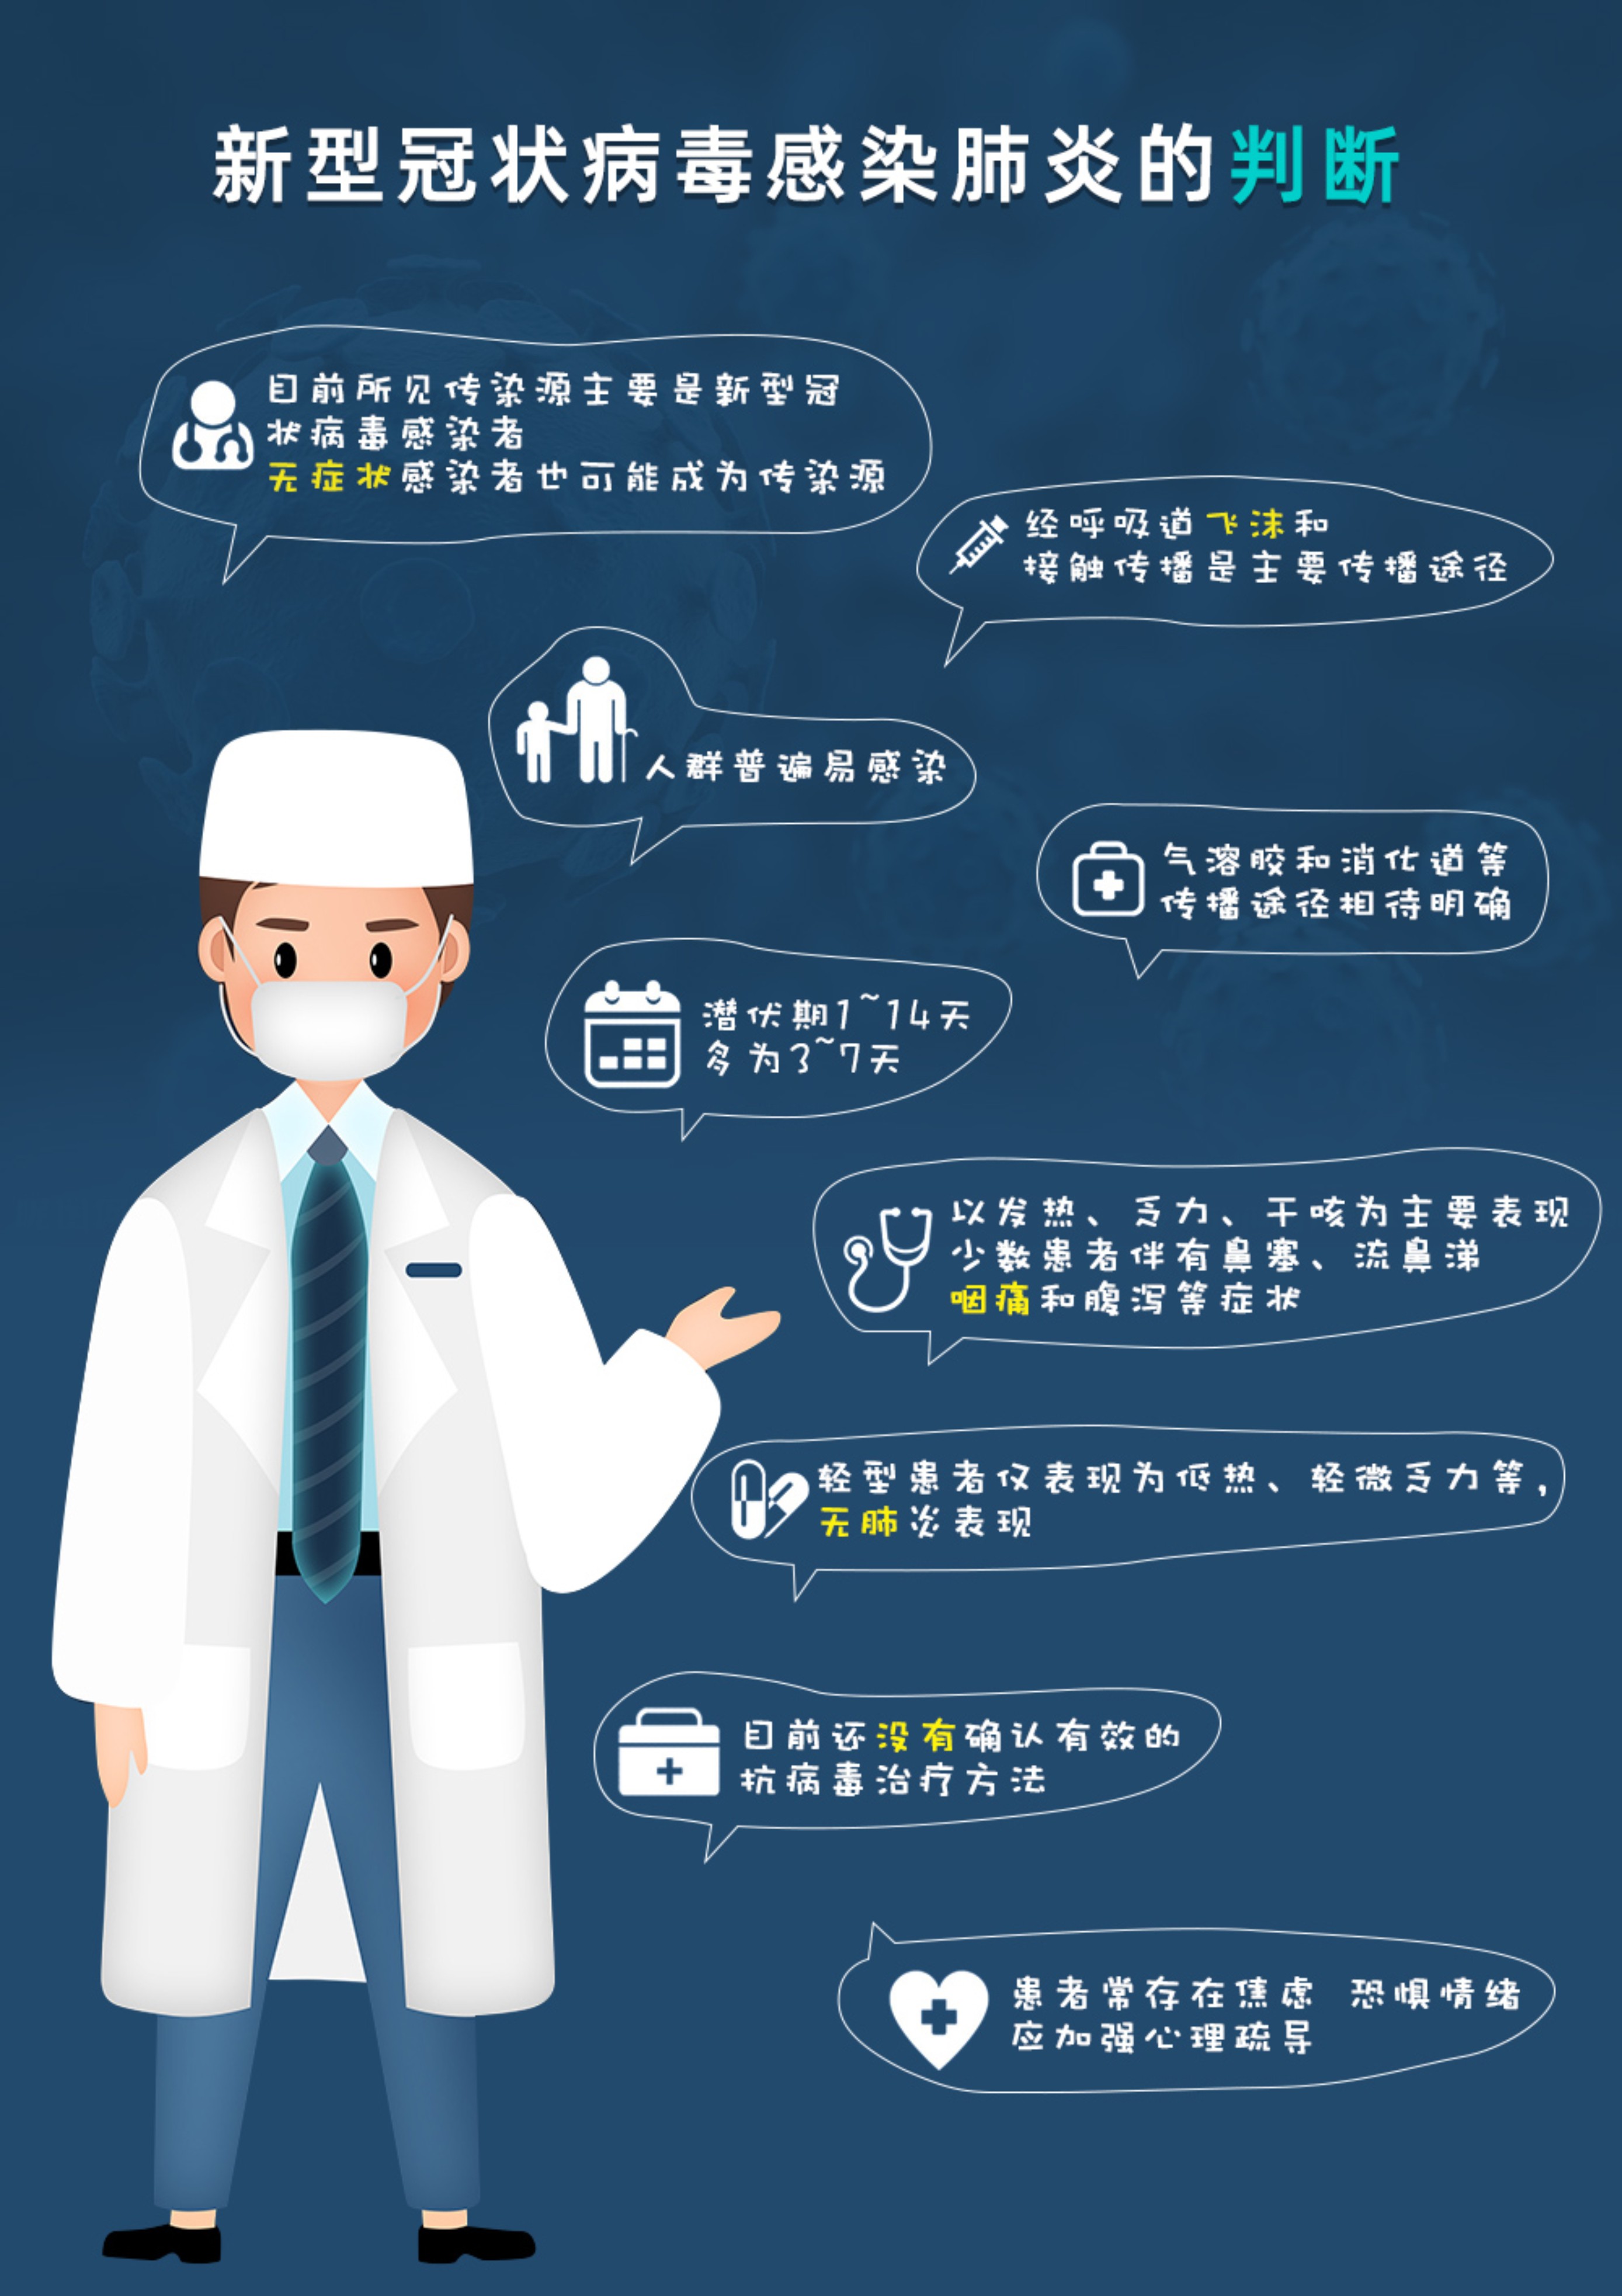 新型冠状病毒感染肺炎的判断
目前所见传染源主要是新型冠
状病毒感染者
无症状感染者也可能成为传染源
经呼吸道飞沫和
接触传播是主要传播途径
人群普遍易感染
气溶胶和消化道等
传播途径相待明确
潜伏期1~14天
多为3~7天
以发热、乏力、干咳为主要表现
少数患者伴有鼻塞、流鼻涕
咽痛和腹泻等症状
轻型患者仅表现为低热、轻微乏力等,
无肺炎表现
目前还没有确认有效的
抗病毒治疗方法
患者常存在焦虑 恐惧情绪
应加强心理疏导